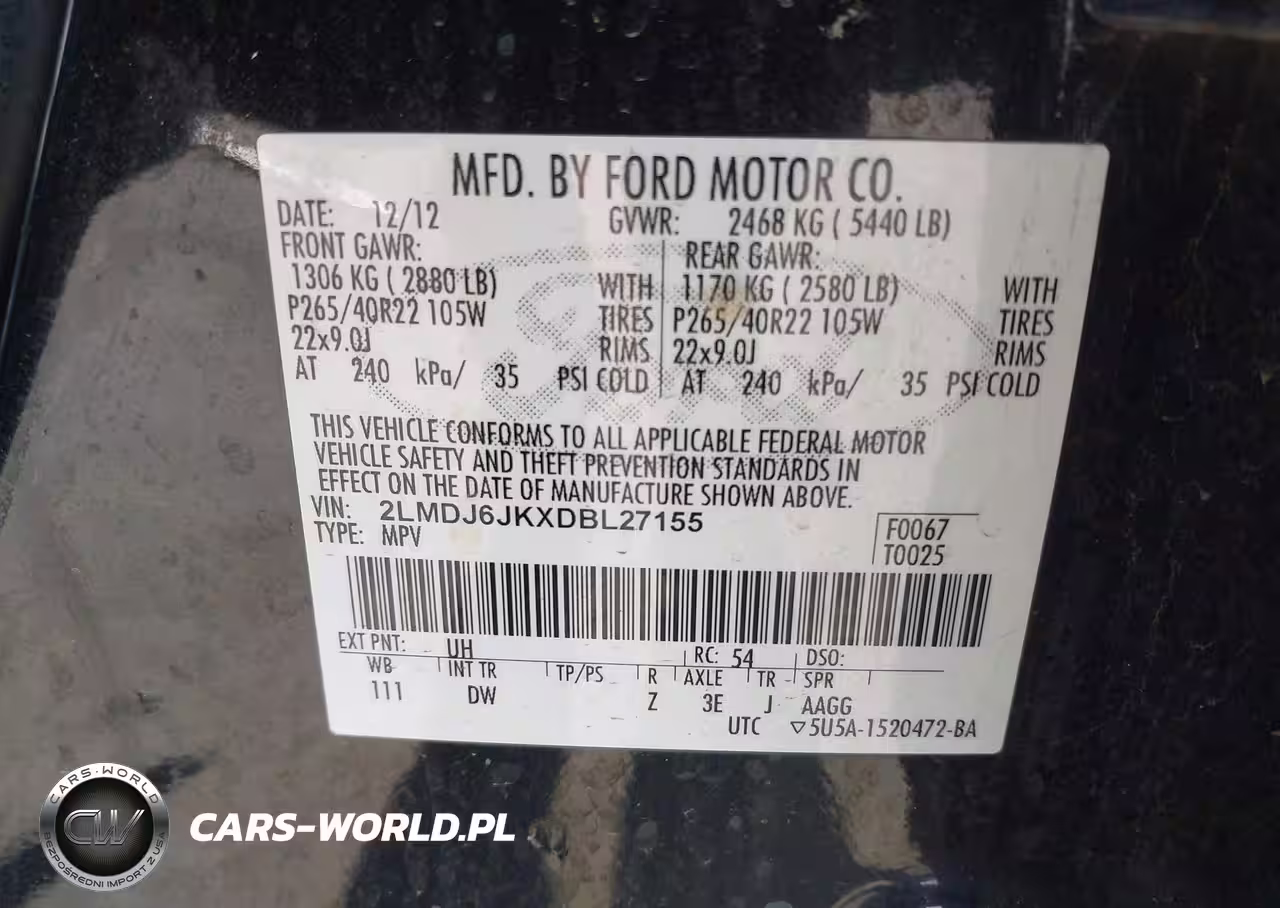 MFD. BY FORD MOTOR CO.
DATE: 12/12 GVWR: 2468 KG ( 5440 LB)
FRONT GAWR: REAR GAWR:
1306 KG ( 2880 LB) WITH 1170 KG ( 2580 LB) WITH
P265/40R22 105W TIRES P265/40R22 105W TIRES
22x9.0J RIMS 22x9.0J RIMS
AT 240 kPa/ 35 PSI COLD AT 240 kPa/ 35 PSI COLD
THIS VEHICLE CONFORMS TO ALL APPLICABLE FEDERAL MOTOR
VEHICLE SAFETY AND THEFT PREVENTION STANDARDS IN
EFFECT ON THE DATE OF MANUFACTURE SHOWN ABOVE.
VIN: 2LMDJ6JKXDBL27155
TYPE: MPV
F0067
T0025
EXT PNT: UH RC: 54 DSO:
WB INT TR TP/PS R AXLE TR SPR
111 DW Z 3E J AAGG
UTC ▽5U5A-1520472-BA
CARS-WORLD
CW
BEZPOŚREDNI IMPORT Z USA
CARS-WORLD.PL